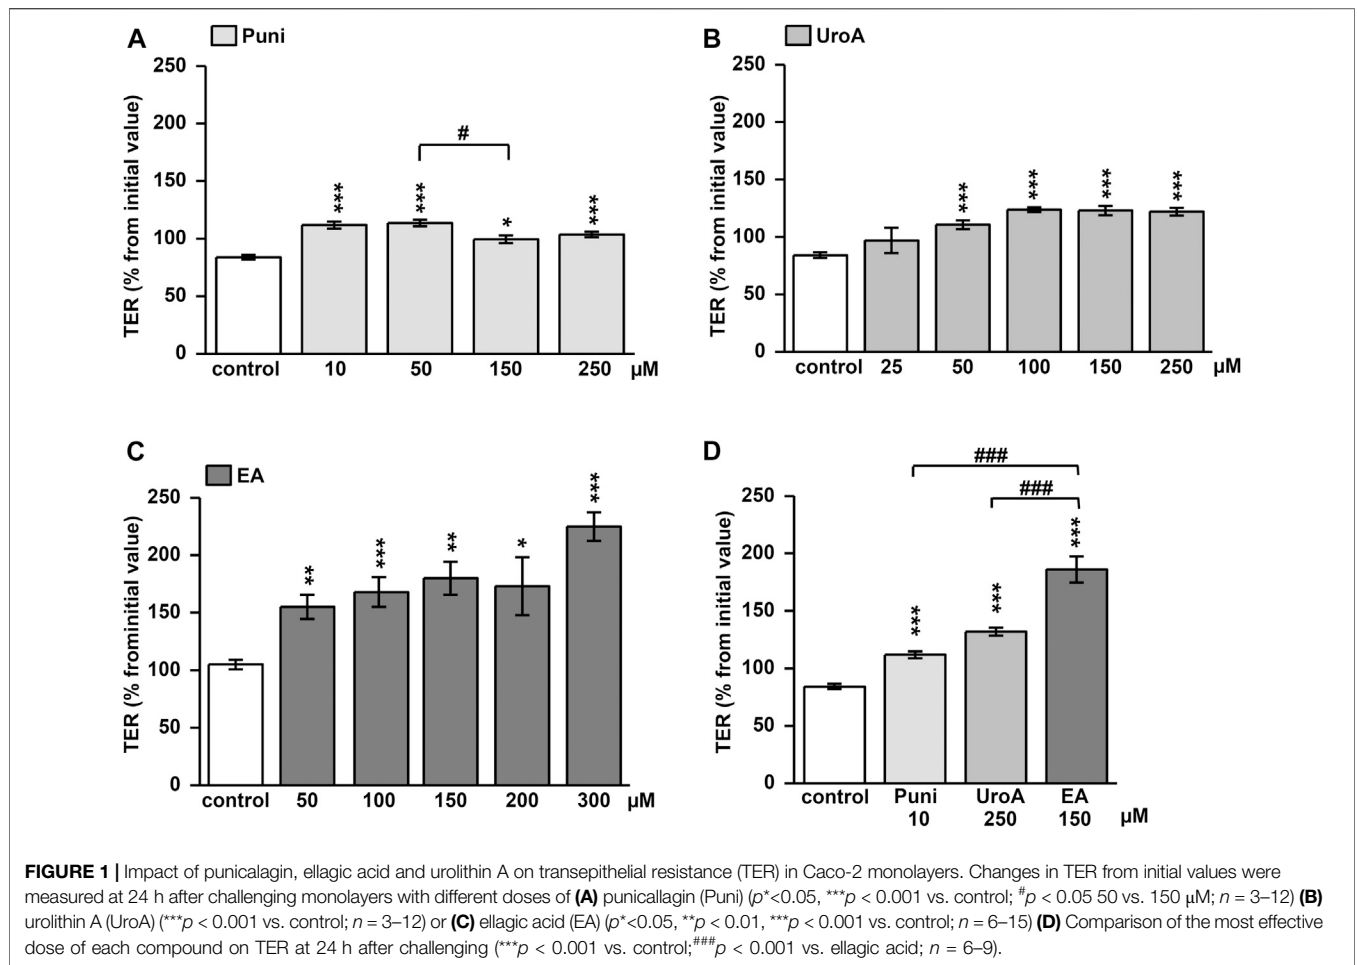 A
Puni
TER (% from initial value)
250
200
150
100
50
0
#
***
***
*
***
control 10 50 150 250 µM
B
UroA
TER (% from initial value)
250
200
150
100
50
0
***
***
***
***
control 25 50 100 150 250 µM
C
EA
TER (% frominitial value)
250
200
150
100
50
0
**
***
**
*
***
control 50 100 150 200 300 µM
D
TER (% from initial value)
250
200
150
100
50
0
###
###
***
***
***
control Puni UroA EA
10 250 150 µM
FIGURE 1 | Impact of punicalagin, ellagic acid and urolithin A on transepithelial resistance (TER) in Caco-2 monolayers. Changes in TER from initial values were
measured at 24 h after challenging monolayers with different doses of (A) punicallagin (Puni) (p*<0.05, ***p < 0.001 vs. control; #p < 0.05 50 vs. 150 µM; n = 3–12) (B)
urolithin A (UroA) (***p < 0.001 vs. control; n = 3–12) or (C) ellagic acid (EA) (p*<0.05, **p < 0.01, ***p < 0.001 vs. control; n = 6–15) (D) Comparison of the most effective
dose of each compound on TER at 24 h after challenging (***p < 0.001 vs. control;###p < 0.001 vs. ellagic acid; n = 6–9).